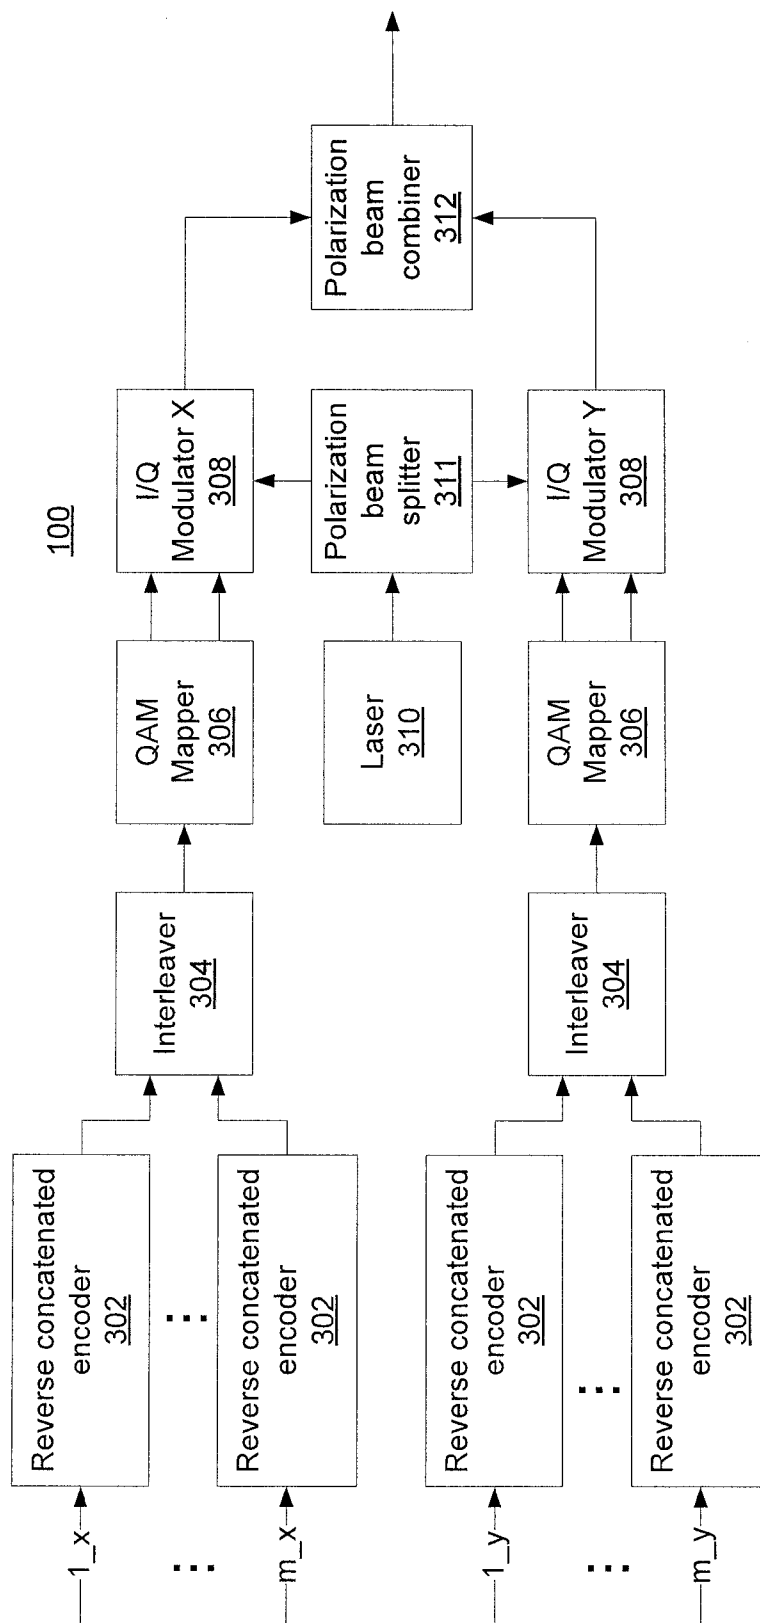 100
1_x
Reverse concatenated
encoder
302
...
...
m_x
Reverse concatenated
encoder
302
Interleaver
304
QAM
Mapper
306
I/Q
Modulator X
308
Laser
310
Polarization
beam
splitter
311
Polarization
beam
combiner
312
1_y
Reverse concatenated
encoder
302
...
...
m_y
Reverse concatenated
encoder
302
Interleaver
304
QAM
Mapper
306
I/Q
Modulator Y
308